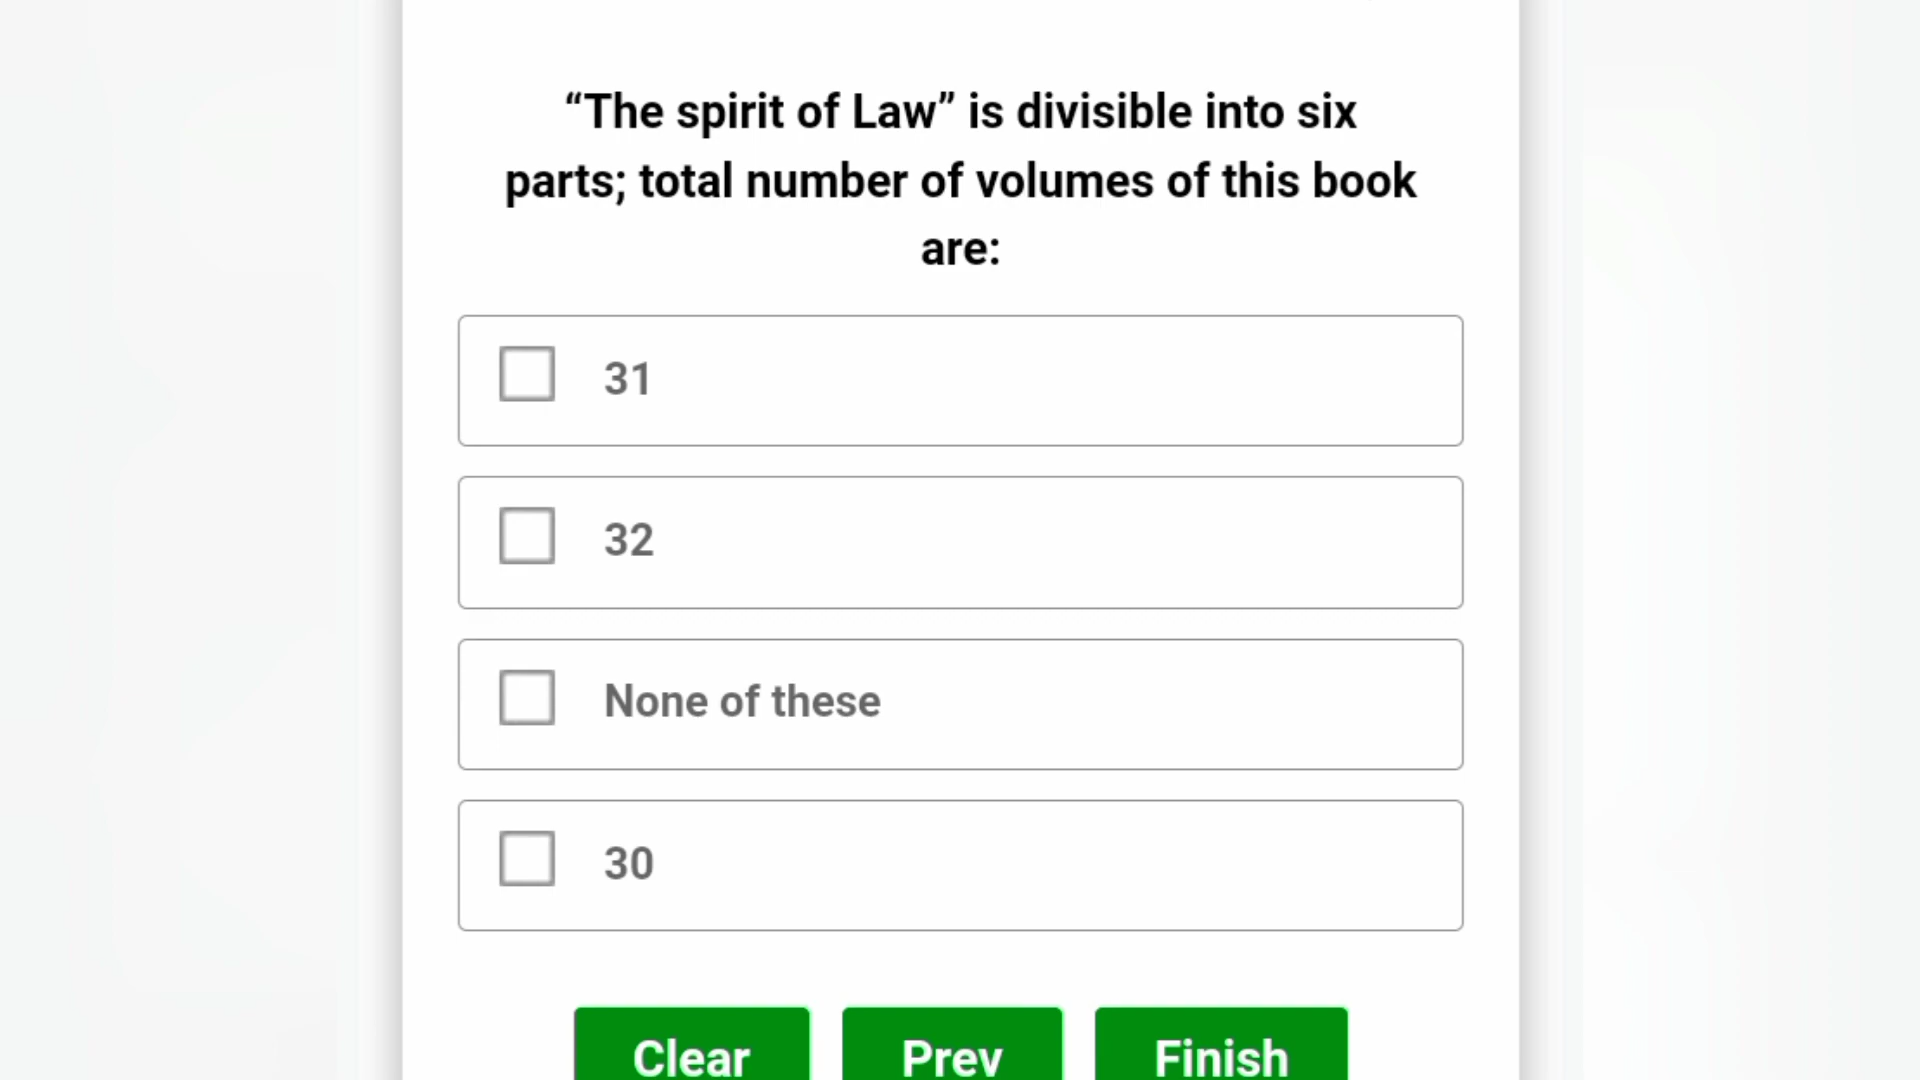 “The spirit of Law” is divisible into six
parts; total number of volumes of this book
are:
31
32
None of these
30
Clear
Prev
Finish